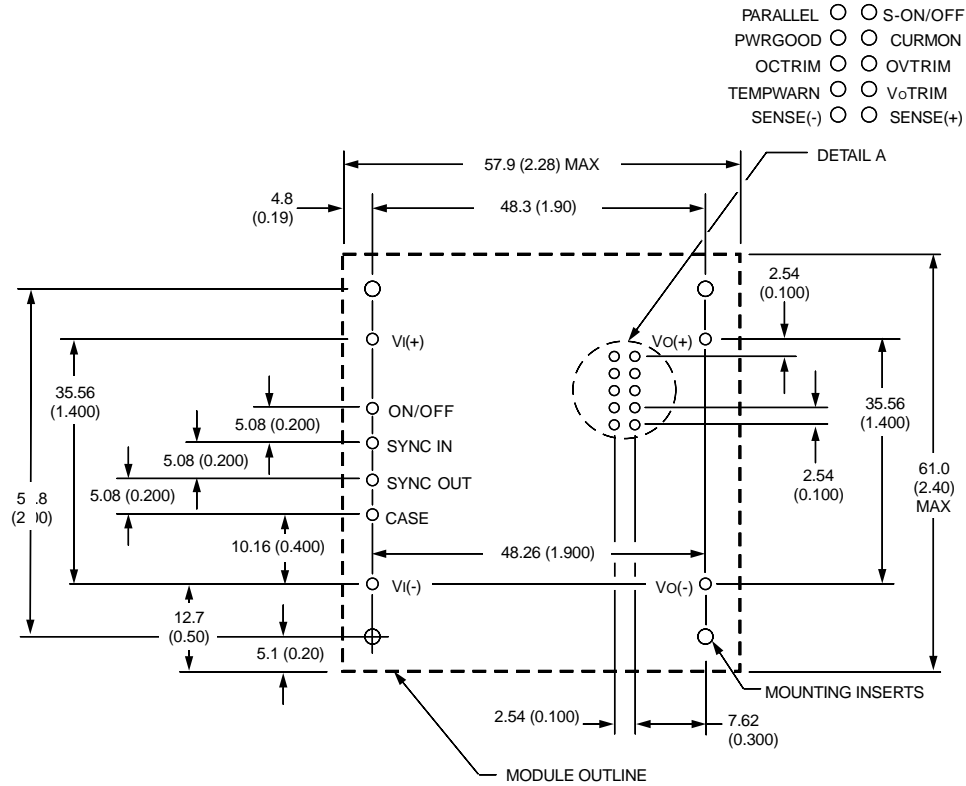 PARALLEL S-ON/OFF
PWRGOOD CURMON
OCTRIM OVTRIM
TEMPWARN VOTRIM
SENSE(-) SENSE(+)
57.9 (2.28) MAX
DETAIL A
4.8
(0.19)
48.3 (1.90)
2.54
(0.100)
VI(+)
VO(+)
35.56
(1.400)
ON/OFF
5.08 (0.200)
35.56
(1.400)
SYNC IN
5.08 (0.200)
2.54
(0.100)
61.0
(2.40)
MAX
SYNC OUT
5.08 (0.200)
CASE
10.16 (0.400)
48.26 (1.900)
VI(-)
VO(-)
12.7
(0.50)
5.1 (0.20)
MOUNTING INSERTS
2.54 (0.100)
7.62
(0.300)
MODULE OUTLINE